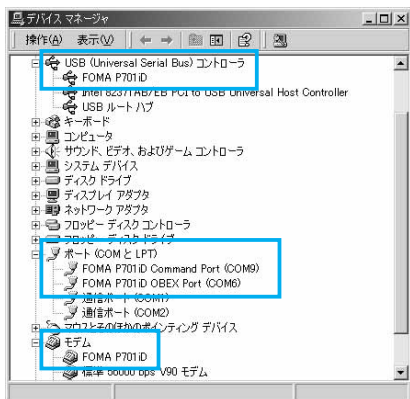 デバイス マネージャ
操作(A) 表示(V)
USB (Universal Serial Bus) コントローラ
FOMA P701iD
Intel 82371AB/EB PCI to USB Universal Host Controller
USB ルート ハブ
キーボード
コンピュータ
サウンド、ビデオ、およびゲーム コントローラ
システム デバイス
ディスク ドライブ
ディスプレイ アダプタ
ネットワーク アダプタ
フロッピー ディスク コントローラ
フロッピー ディスク ドライブ
ポート (COM と LPT)
FOMA P701iD Command Port (COM9)
FOMA P701iD OBEX Port (COM6)
通信ポート (COM1)
通信ポート (COM2)
マウスとそのほかのポインティング デバイス
モデム
FOMA P701iD
標準 56000 bps V90 モデム